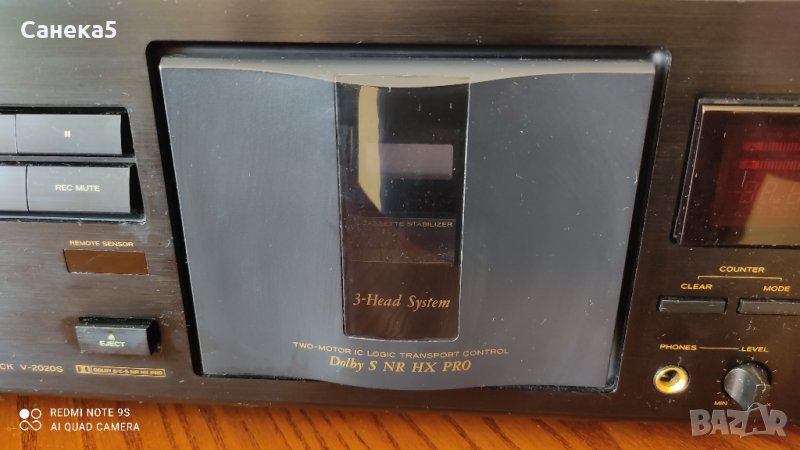 Санека5
REC MUTE
REMOTE SENSOR
EJECT
CK V-2020S
DOLBY B·C·S NR HX PRO
CASSETTE STABILIZER
3-Head System
TWO-MOTOR IC LOGIC TRANSPORT CONTROL
Dolby S NR HX PRO
COUNTER
CLEAR
MODE
PHONES
LEVEL
MIN
REDMI NOTE 9S
AI QUAD CAMERA
bazar